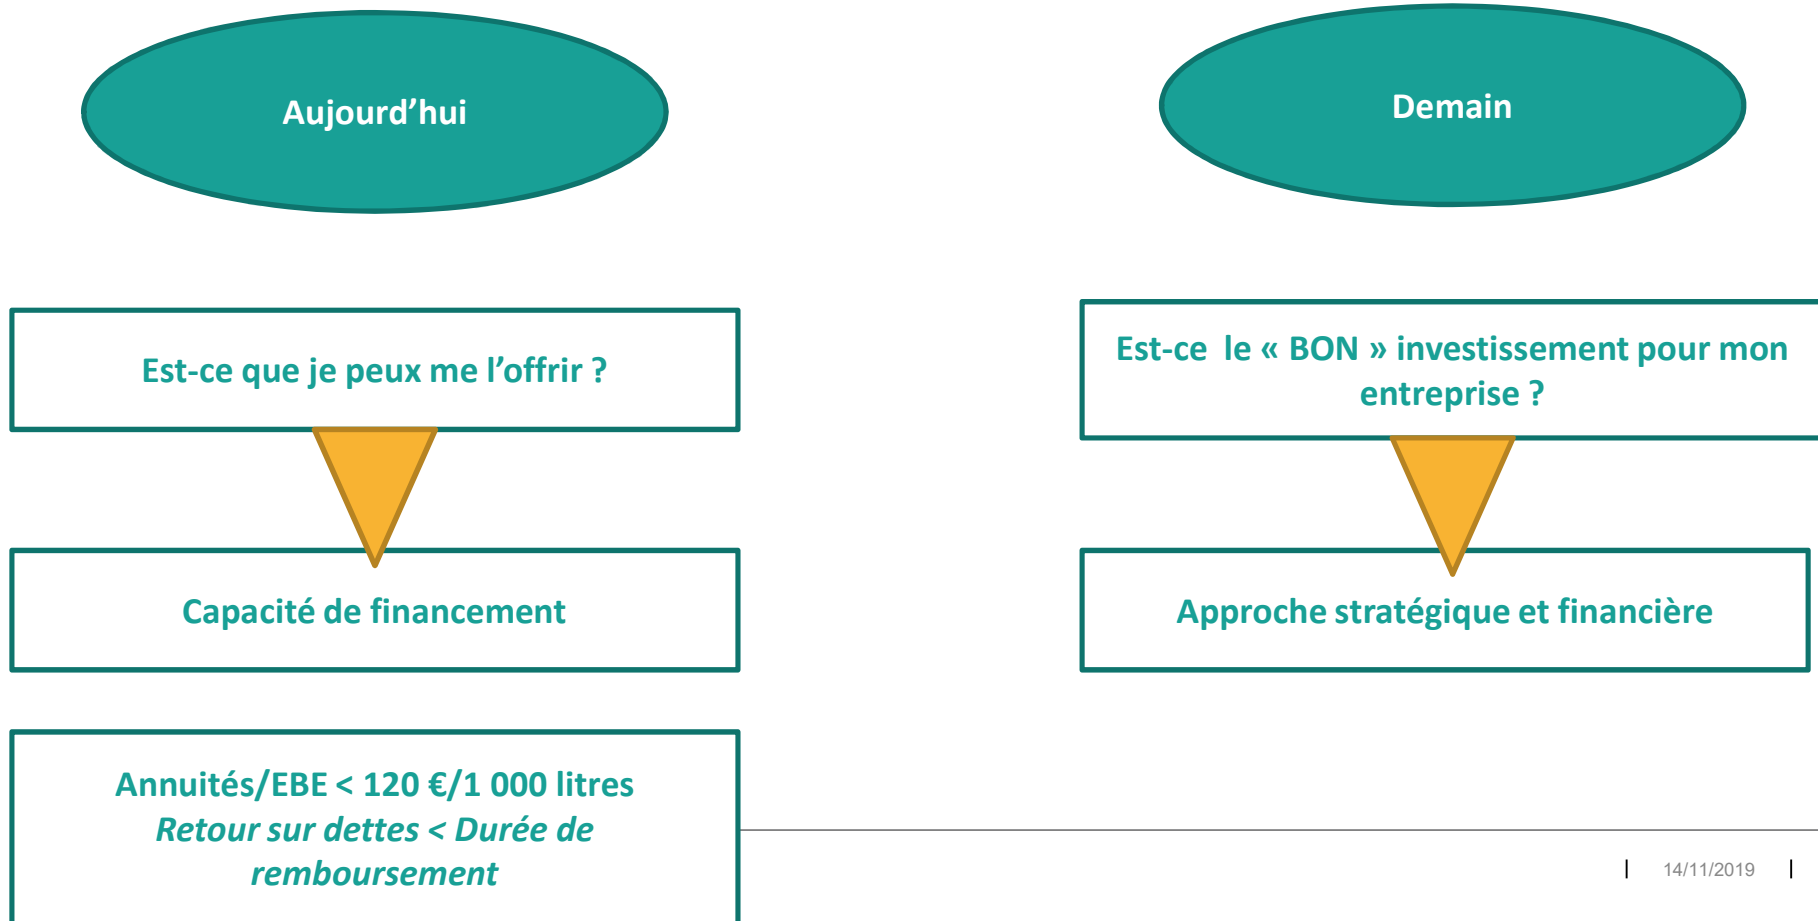 Aujourd’hui
Est-ce que je peux me l’offrir ?
Capacité de financement
Annuités/EBE < 120 €/1 000 litres
Retour sur dettes < Durée de
remboursement
Demain
Est-ce le « BON » investissement pour mon
entreprise ?
Approche stratégique et financière
14/11/2019